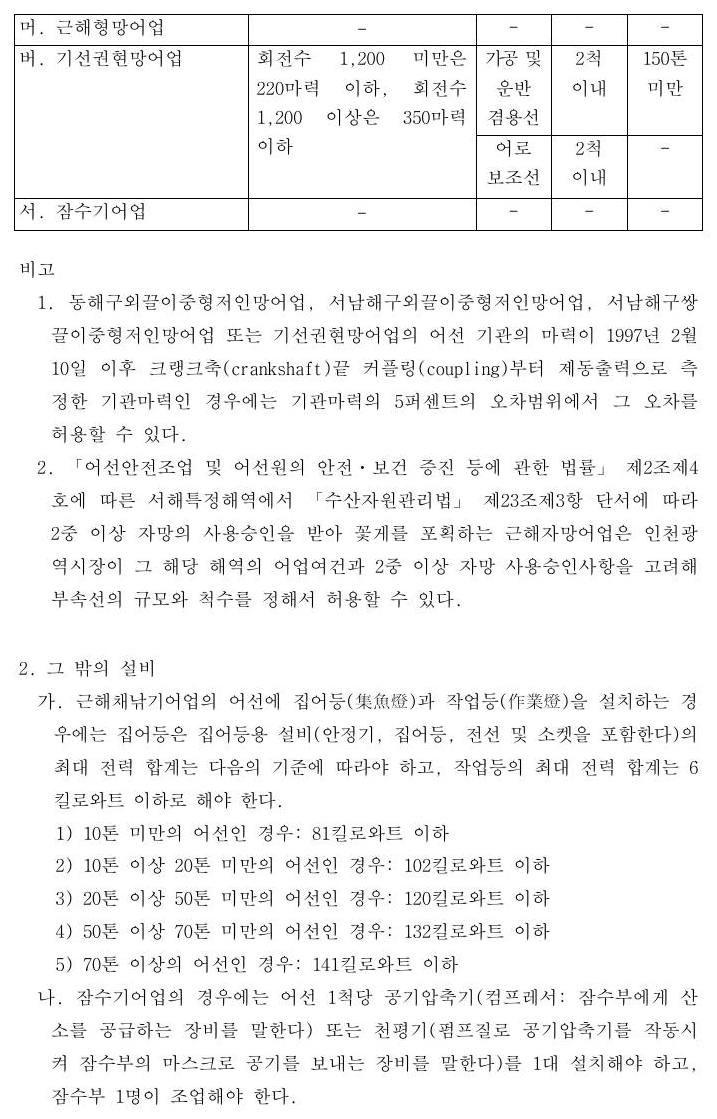 머. 근해형망어업 - - - -
버. 기선권현망어업 회전수 1,200 미만은 가공 및 2척 150톤
220마력 이하, 회전수 운반 이내 미만
1,200 이상은 350마력 겸용선
이하 어로 2척 -
보조선 이내
서. 잠수기어업 - - - -
비고
1. 동해구외끌이중형저인망어업, 서남해구외끌이중형저인망어업, 서남해구쌍
끌이중형저인망어업 또는 기선권현망어업의 어선 기관의 마력이 1997년 2월
10일 이후 크랭크축(crankshaft)끝 커플링(coupling)부터 제동출력으로 측
정한 기관마력인 경우에는 기관마력의 5퍼센트의 오차범위에서 그 오차를
허용할 수 있다.
2. 「어선안전조업 및 어선원의 안전·보건 증진 등에 관한 법률」 제2조제4
호에 따른 서해특정해역에서 「수산자원관리법」 제23조제3항 단서에 따라
2중 이상 자망의 사용승인을 받아 꽃게를 포획하는 근해자망어업은 인천광
역시장이 그 해당 해역의 어업여건과 2중 이상 자망 사용승인사항을 고려해
부속선의 규모와 척수를 정해서 허용할 수 있다.
2. 그 밖의 설비
가. 근해채낚기어업의 어선에 집어등(集魚燈)과 작업등(作業燈)을 설치하는 경
우에는 집어등은 집어등용 설비(안정기, 집어등, 전선 및 소켓을 포함한다)의
최대 전력 합계는 다음의 기준에 따라야 하고, 작업등의 최대 전력 합계는 6
킬로와트 이하로 해야 한다.
1) 10톤 미만의 어선인 경우: 81킬로와트 이하
2) 10톤 이상 20톤 미만의 어선인 경우: 102킬로와트 이하
3) 20톤 이상 50톤 미만의 어선인 경우: 120킬로와트 이하
4) 50톤 이상 70톤 미만의 어선인 경우: 132킬로와트 이하
5) 70톤 이상의 어선인 경우: 141킬로와트 이하
나. 잠수기어업의 경우에는 어선 1척당 공기압축기(컴프레서: 잠수부에게 산
소를 공급하는 장비를 말한다) 또는 천평기(펌프질로 공기압축기를 작동시
켜 잠수부의 마스크로 공기를 보내는 장비를 말한다)를 1대 설치해야 하고,
잠수부 1명이 조업해야 한다.